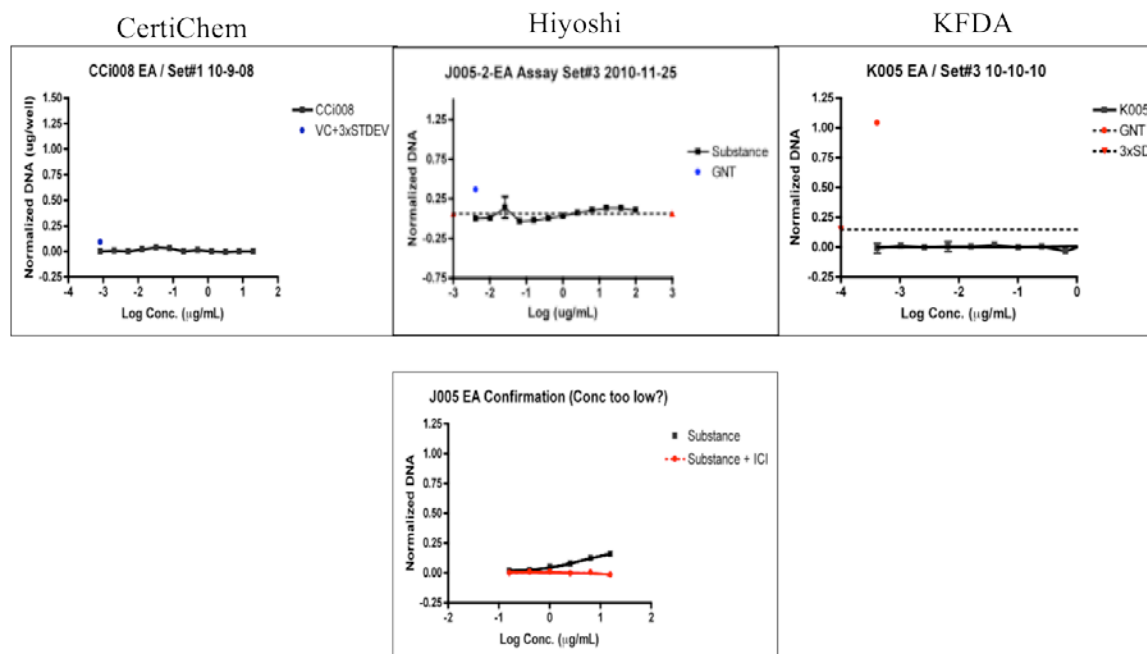 CertiChem
Hiyoshi
KFDA
CCi008 EA / Set#1 10-9-08
Normalized DNA (ug/well)
1.50
1.25
1.00
0.75
0.50
0.25
0.00
-0.25
-4 -3 -2 -1 0 1 2
Log Conc. (µg/mL)
CCi008
VC+3xSTDEV
J005-2-EA Assay Set#3 2010-11-25
Normalized DNA
1.25
0.75
0.25
-0.25
-0.75
-3 -2 -1 0 1 2 3
Log (ug/mL)
Substance
GNT
K005 EA / Set#3 10-10-10
Normalized DNA
1.25
1.00
0.75
0.50
0.25
0.00
0.25
-4 -3 -2 -1 0
Log Conc. (µg/mL)
K005
GNT
3xSD
J005 EA Confirmation (Conc too low?)
Normalized DNA
1.25
1.00
0.75
0.50
0.25
0.00
-0.25
-2 -1 0 1 2
Log Conc. (µg/mL)
Substance
Substance + ICI